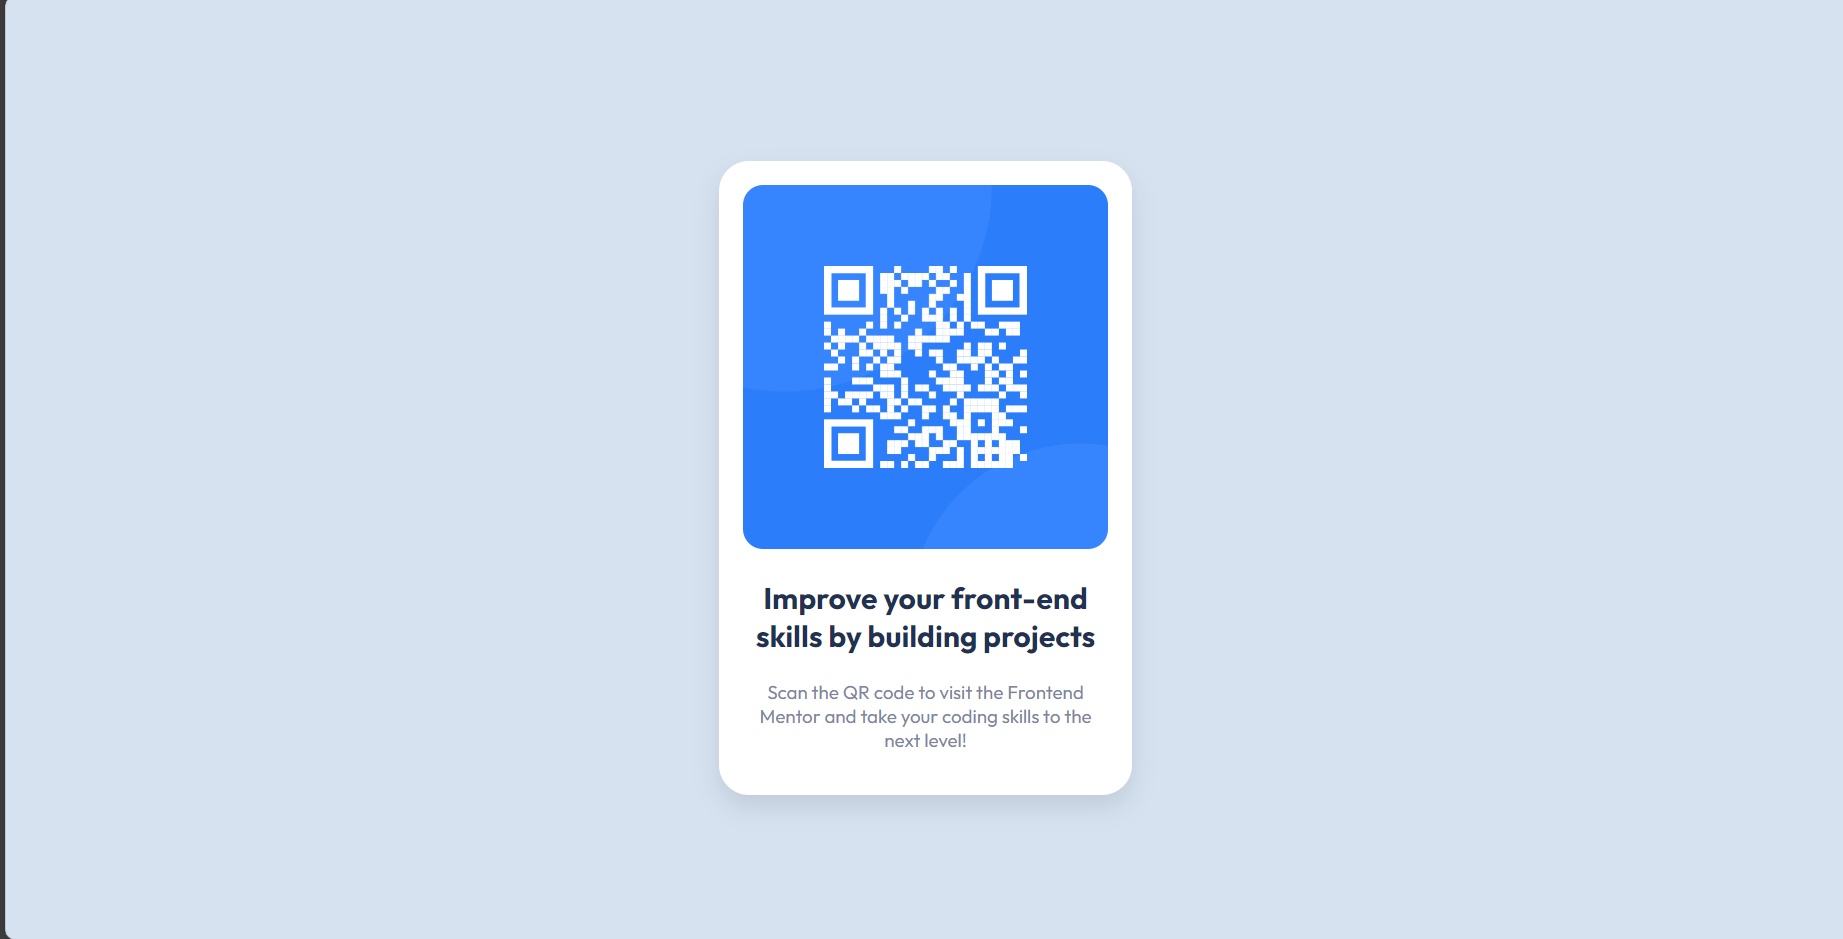 Improve your front-end
skills by building projects
Scan the QR code to visit the Frontend
Mentor and take your coding skills to the
next level!